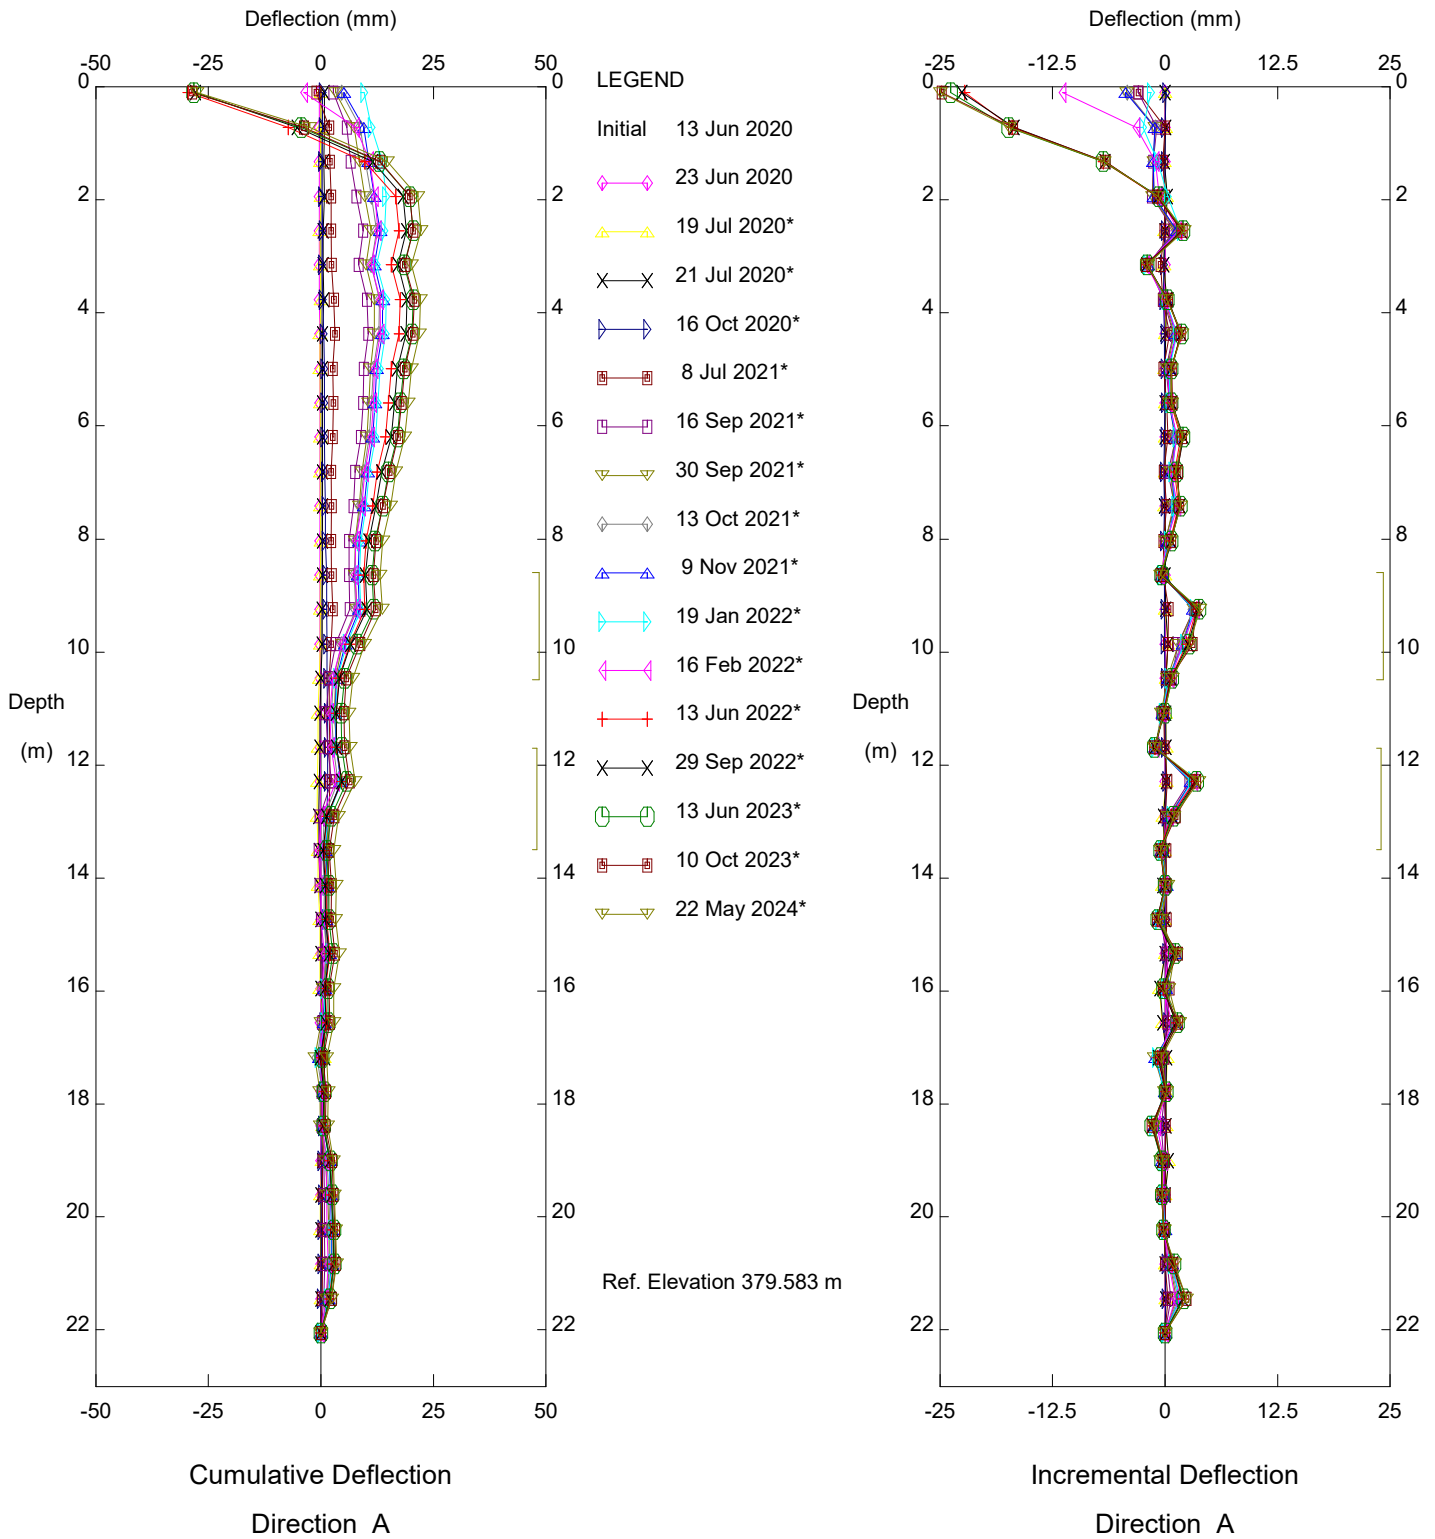 Deflection (mm)
-50 -25 0 25 50
0 0
2 2
4 4
6 6
8 8
10 10
Depth
(m)
12 12
14 14
16 16
18 18
20 20
22 22
-50 -25 0 25 50
Cumulative Deflection
Direction A
LEGEND
Initial 13 Jun 2020
23 Jun 2020
19 Jul 2020*
21 Jul 2020*
16 Oct 2020*
8 Jul 2021*
16 Sep 2021*
30 Sep 2021*
13 Oct 2021*
9 Nov 2021*
19 Jan 2022*
16 Feb 2022*
13 Jun 2022*
29 Sep 2022*
13 Jun 2023*
10 Oct 2023*
22 May 2024*
Ref. Elevation 379.583 m
Deflection (mm)
-25 -12.5 0 12.5 25
0 0
2 2
4 4
6 6
8 8
10 10
Depth
(m)
12 12
14 14
16 16
18 18
20 20
22 22
-25 -12.5 0 12.5 25
Incremental Deflection
Direction A